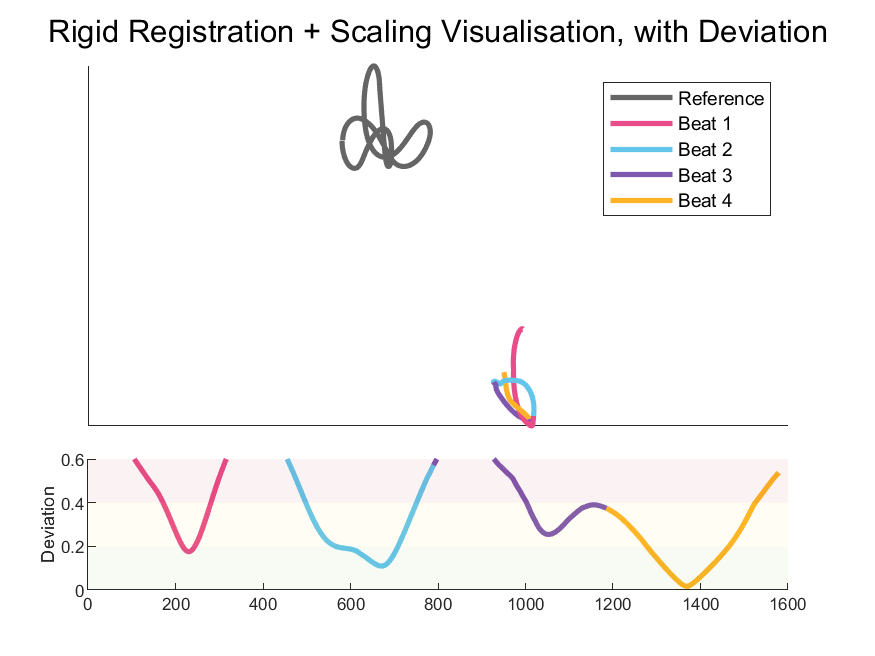 Rigid Registration + Scaling Visualisation, with Deviation
Reference
Beat 1
Beat 2
Beat 3
Beat 4
Deviation
0.6
0.4
0.2
0
0 200 400 600 800 1000 1200 1400 1600